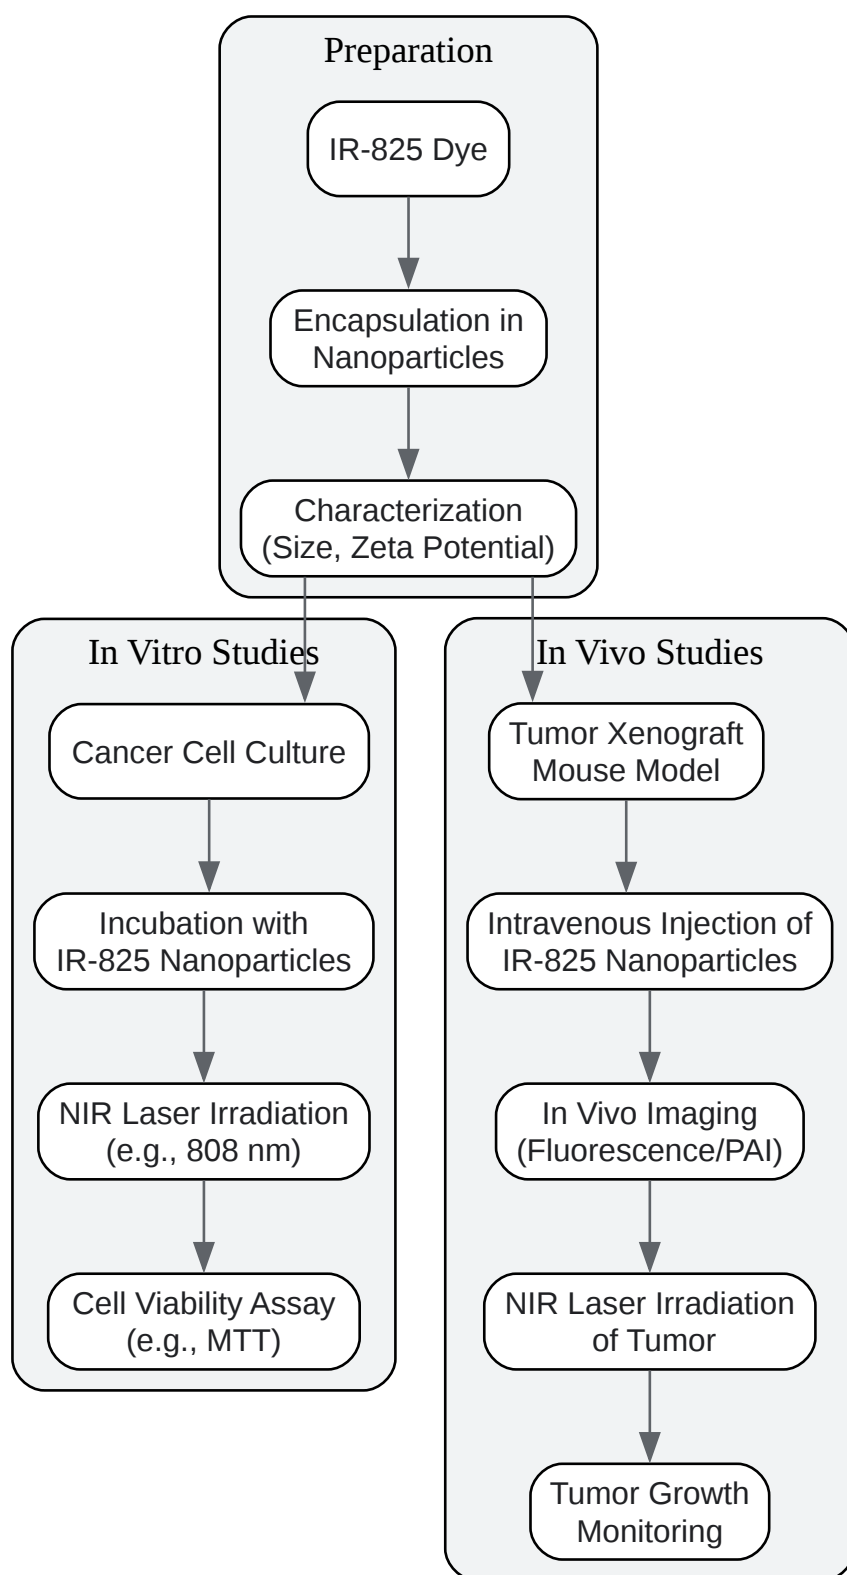 Preparation
IR-825 Dye
Encapsulation in
Nanoparticles
Characterization
(Size, Zeta Potential)
In Vitro Studies
Cancer Cell Culture
Incubation with
IR-825 Nanoparticles
NIR Laser Irradiation
(e.g., 808 nm)
Cell Viability Assay
(e.g., MTT)
In Vivo Studies
Tumor Xenograft
Mouse Model
Intravenous Injection of
IR-825 Nanoparticles
In Vivo Imaging
(Fluorescence/PAI)
NIR Laser Irradiation
of Tumor
Tumor Growth
Monitoring